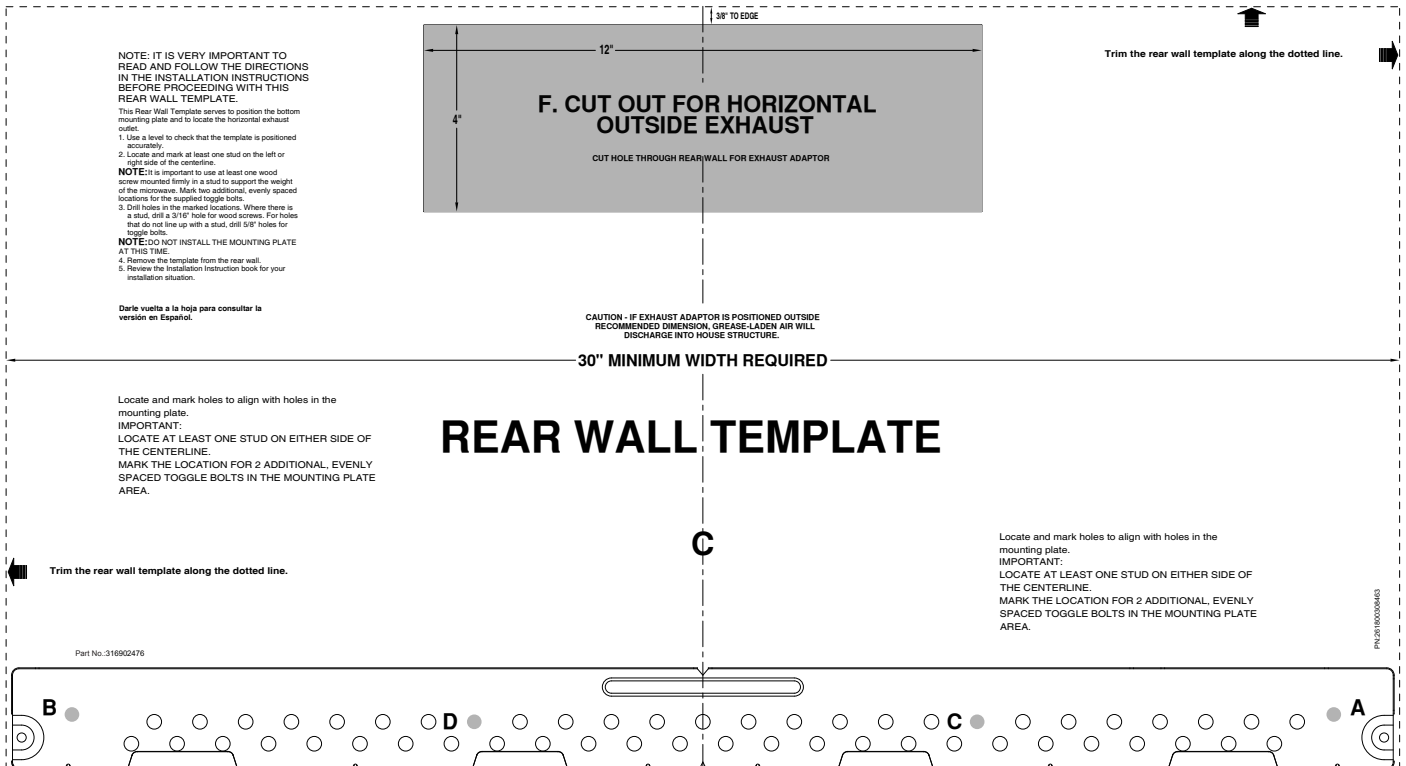 3/8" TO EDGE
12"
4"
F. CUT OUT FOR HORIZONTAL
OUTSIDE EXHAUST
CUT HOLE THROUGH REAR WALL FOR EXHAUST ADAPTOR
Trim the rear wall template along the dotted line.
NOTE: IT IS VERY IMPORTANT TO
READ AND FOLLOW THE DIRECTIONS
IN THE INSTALLATION INSTRUCTIONS
BEFORE PROCEEDING WITH THIS
REAR WALL TEMPLATE.
This Rear Wall Template serves to position the bottom
mounting plate and to locate the horizontal exhaust
outlet.
1. Use a level to check that the template is positioned
accurately.
2. Locate and mark at least one stud on the left or
right side of the centerline.
NOTE:It is important to use at least one wood
screw mounted firmly in a stud to support the weight
of the microwave. Mark two additional, evenly spaced
locations for the supplied toggle bolts.
3. Drill holes in the marked locations. Where there is
a stud, drill a 3/16" hole for wood screws. For holes
that do not line up with a stud, drill 5/8" holes for
toggle bolts.
NOTE:DO NOT INSTALL THE MOUNTING PLATE
AT THIS TIME.
4. Remove the template from the rear wall.
5. Review the Installation Instruction book for your
installation situation.
Darle vuelta a la hoja para consultar la
versión en Español.
CAUTION - IF EXHAUST ADAPTOR IS POSITIONED OUTSIDE
RECOMMENDED DIMENSION, GREASE-LADEN AIR WILL
DISCHARGE INTO HOUSE STRUCTURE.
30" MINIMUM WIDTH REQUIRED
Locate and mark holes to align with holes in the
mounting plate.
IMPORTANT:
LOCATE AT LEAST ONE STUD ON EITHER SIDE OF
THE CENTERLINE.
MARK THE LOCATION FOR 2 ADDITIONAL, EVENLY
SPACED TOGGLE BOLTS IN THE MOUNTING PLATE
AREA.
REAR WALL TEMPLATE
C
Trim the rear wall template along the dotted line.
Locate and mark holes to align with holes in the
mounting plate.
IMPORTANT:
LOCATE AT LEAST ONE STUD ON EITHER SIDE OF
THE CENTERLINE.
MARK THE LOCATION FOR 2 ADDITIONAL, EVENLY
SPACED TOGGLE BOLTS IN THE MOUNTING PLATE
AREA.
PN:261800308463
Part No.:316902476
B
D
C
A